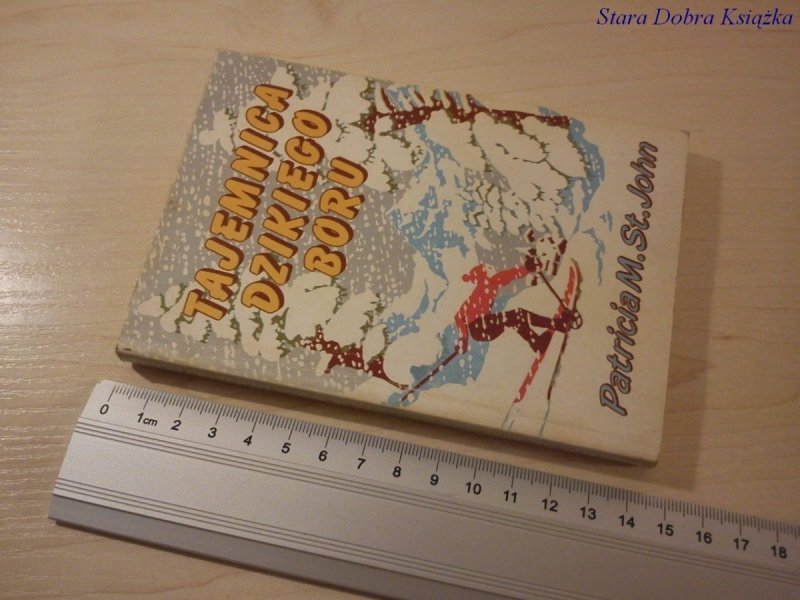 Stara Dobra Książka
TAJEMNICA
DZIKIEGO
BORU
Patricia M. St. John
0 1cm 2 3 4 5 6 7 8 9 10 11 12 13 14 15 16 17 18